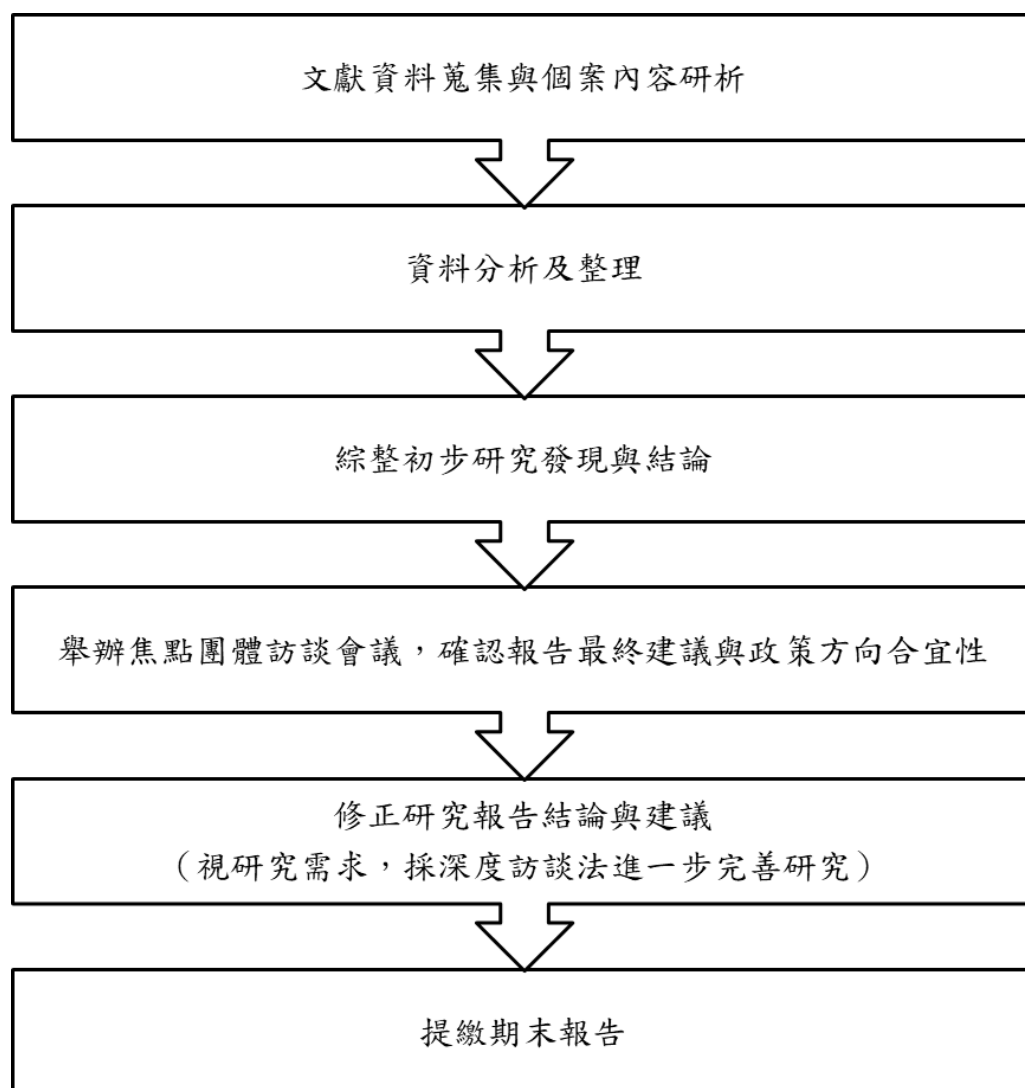 文獻資料蒐集與個案內容研析
資料分析及整理
綜整初步研究發現與結論
舉辦焦點團體訪談會議，確認報告最終建議與政策方向合宜性
修正研究報告結論與建議
（視研究需求，採深度訪談法進一步完善研究）
提繳期末報告